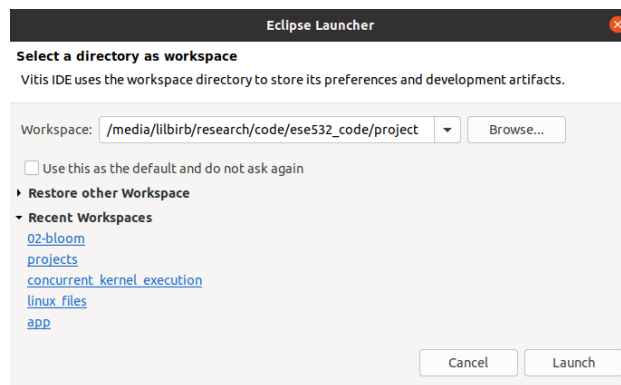 Eclipse Launcher
Select a directory as workspace
Vitis IDE uses the workspace directory to store its preferences and development artifacts.
Workspace: /media/lilbirb/research/code/ese532_code/project Browse...
Use this as the default and do not ask again
Restore other Workspace
Recent Workspaces
02-bloom
projects
concurrent_kernel_execution
linux_files
app
Cancel Launch